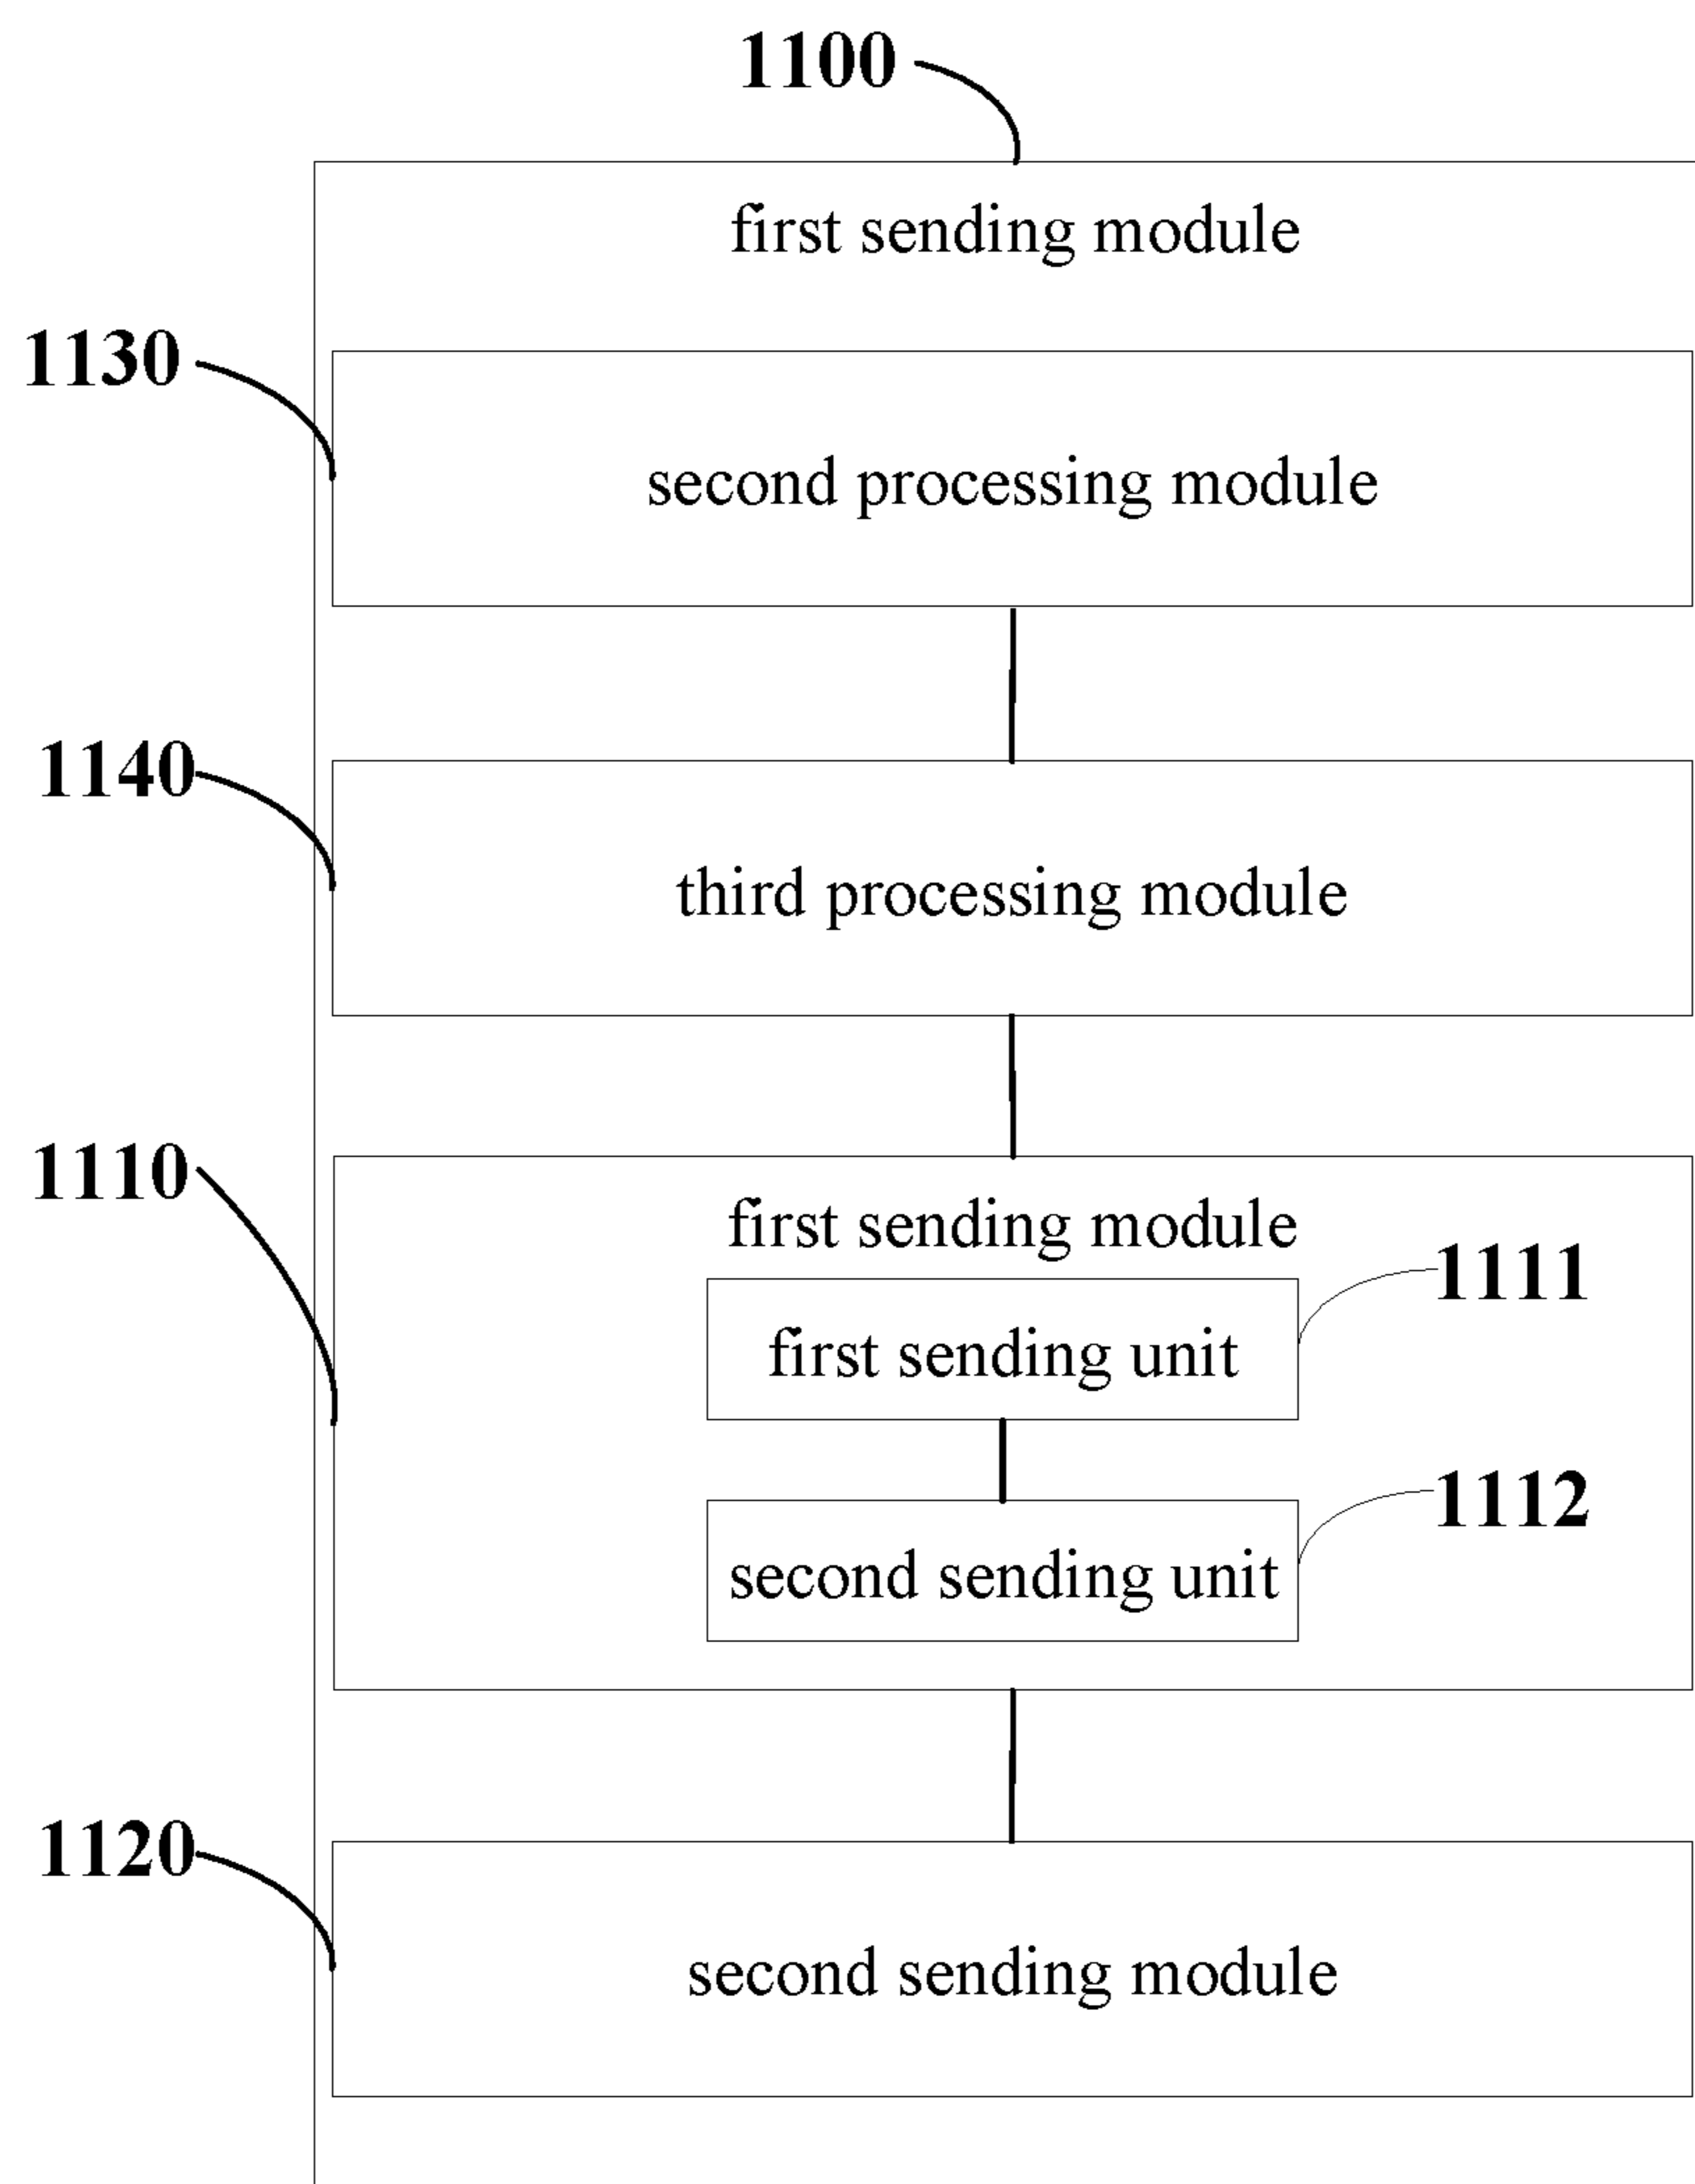 1100
first sending module
1130
second processing module
1140
third processing module
1110
first sending module
1111
first sending unit
1112
second sending unit
1120
second sending module